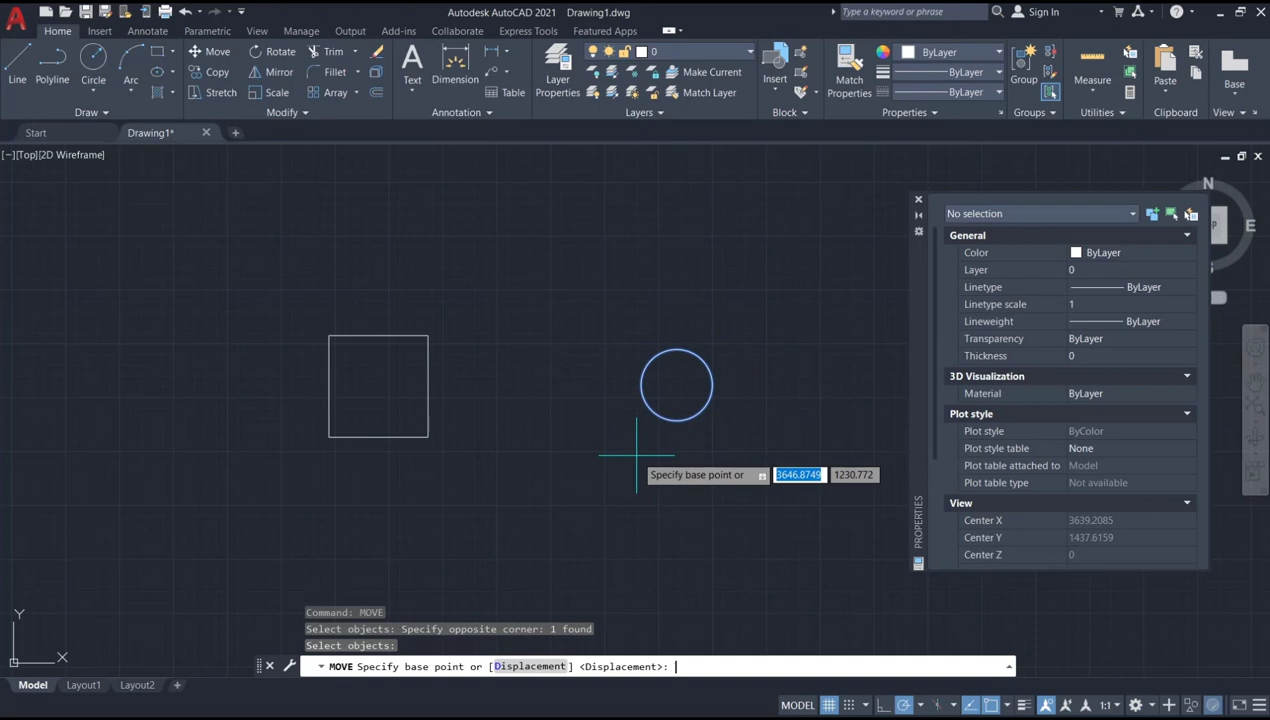 Autodesk AutoCAD 2021 Drawing1.dwg
Type a keyword or phrase
Sign In
Home Insert Annotate Parametric View Manage Output Add-ins Collaborate Express Tools Featured Apps
Line
Polyline
Circle
Arc
Move
Rotate
Trim
Copy
Mirror
Fillet
Stretch
Scale
Array
Text
Dimension
Table
Layer
Properties
0
Make Current
Match Layer
Insert
Match
Properties
ByLayer
ByLayer
ByLayer
Group
Measure
Paste
Base
Draw
Modify
Annotation
Layers
Block
Properties
Groups
Utilities
Clipboard
View
Start
Drawing1*
[−][Top][2D Wireframe]
N
E
No selection
General
Color ByLayer
Layer 0
Linetype ByLayer
Linetype scale 1
Lineweight ByLayer
Transparency ByLayer
Thickness 0
3D Visualization
Material ByLayer
Plot style
Plot style ByColor
Plot style table None
Plot table attached to Model
Plot table type Not available
View
Center X 3639.2085
Center Y 1437.6159
Center Z 0
PROPERTIES
Specify base point or 3646.8749 1230.772
Y
X
Command: MOVE
Select objects: Specify opposite corner: 1 found
Select objects:
MOVE Specify base point or [Displacement] <Displacement>:
Model Layout1 Layout2
MODEL
1:1